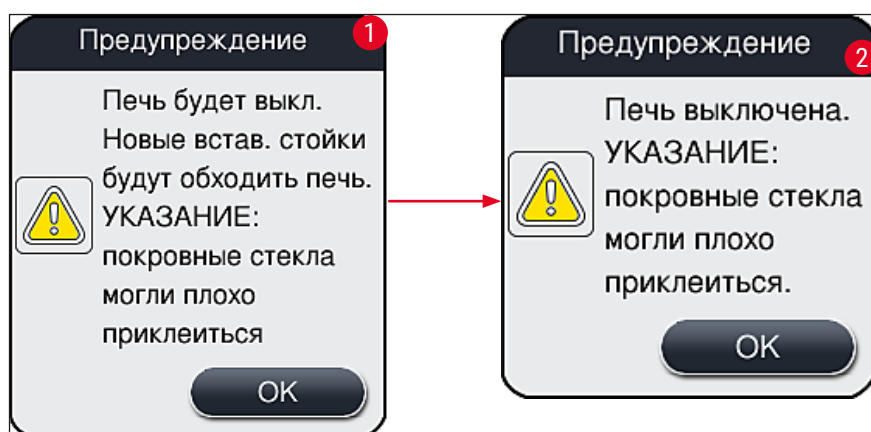 Предупреждение
1
Печь будет выкл.
Новые встав. стойки
будут обходить печь.
УКАЗАНИЕ:
покровные стекла
могли плохо
приклеиться
OK
Предупреждение
2
Печь выключена.
УКАЗАНИЕ:
покровные стекла
могли плохо
приклеиться.
OK